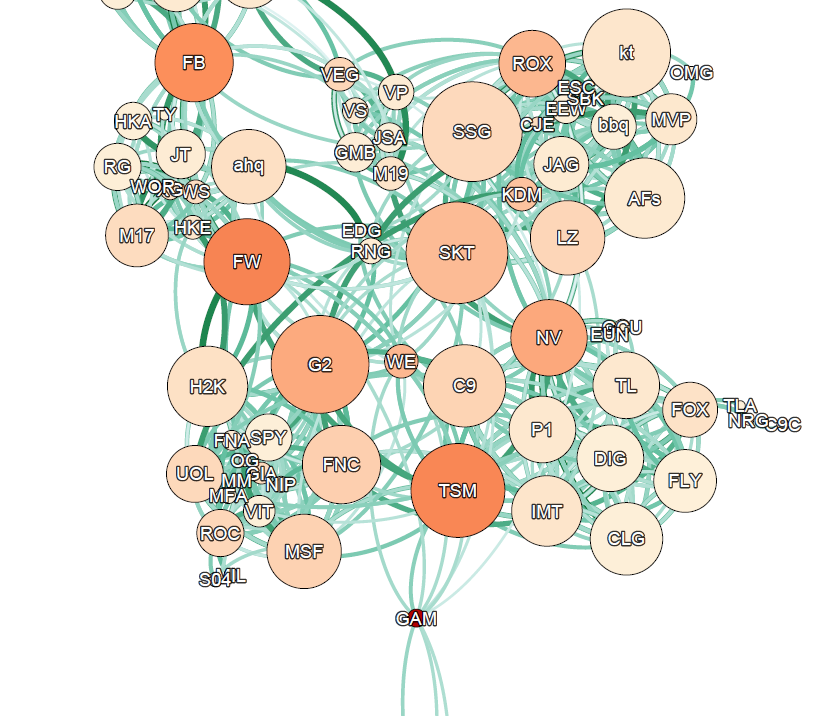 FB
VEG
VP
VS
ROX
kt
OMG
ESC
SBK
EEW
CJE
bbq
MVP
SSG
HKA
TY
JSA
GMB
M19
JT
RG
ahq
JAG
KDM
AFs
WOR
WS
M17
HKE
EDG
RNG
LZ
FW
SKT
NV
EUN
H2K
G2
WE
C9
TL
FOX
TLA
NRG
C9C
P1
FNA
SPY
OG
GIA
UOL
MM
NIP
MFA
FNC
DIG
FLY
TSM
VIT
IMT
ROC
MSF
CLG
S04
MIL
GAM